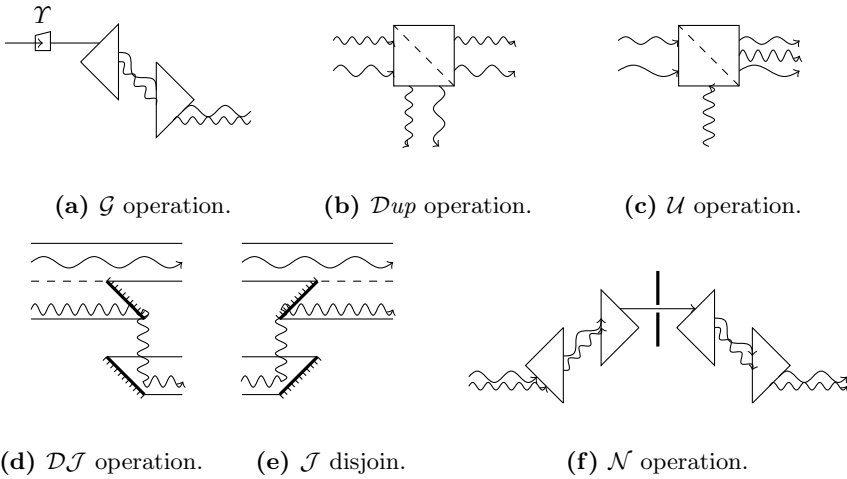 ϒ
(a) 𝒢 operation.
(b) 𝒟up operation.
(c) 𝒰 operation.
(d) 𝒟𝒥 operation.
(e) 𝒥 disjoin.
(f) 𝒩 operation.